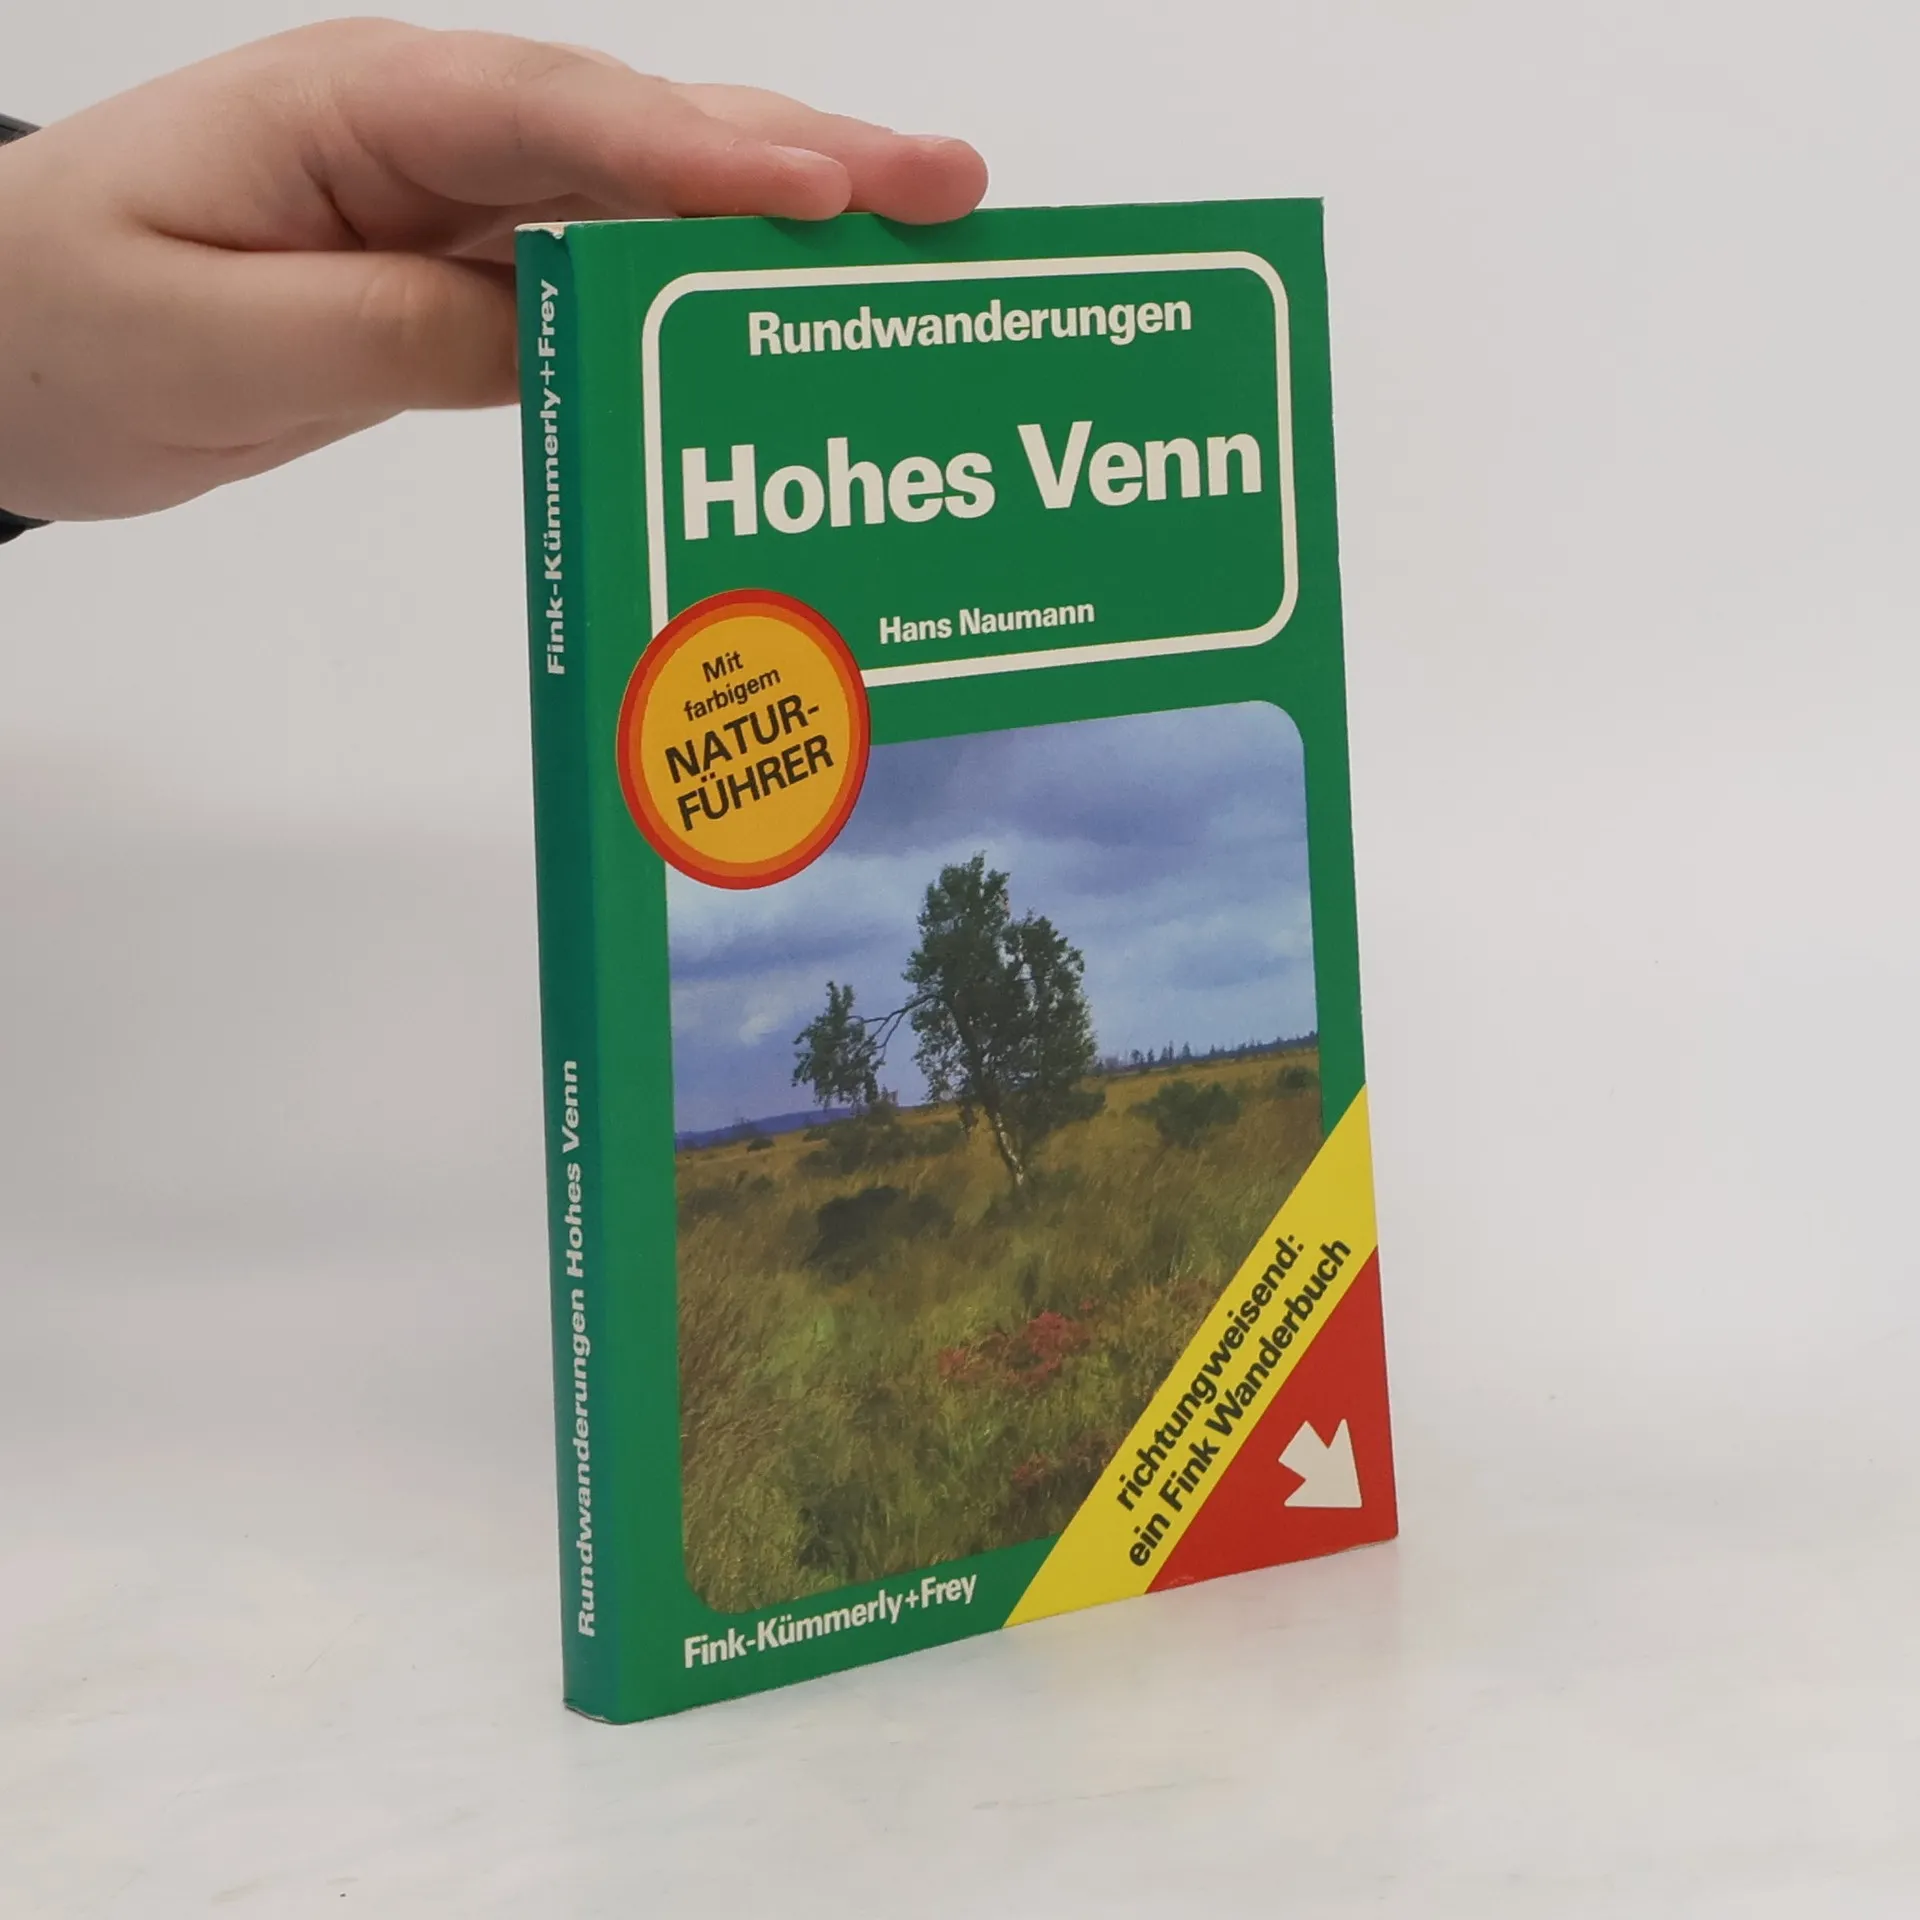 Rundwanderungen
Hohes Venn
Hans Naumann
Mit
farbigem
NATUR-
FÜHRER
richtungweisend:
ein Fink Wanderbuch
Fink-Kümmerly+Frey
Fink-Kümmerly+Frey
Rundwanderungen Hohes Venn